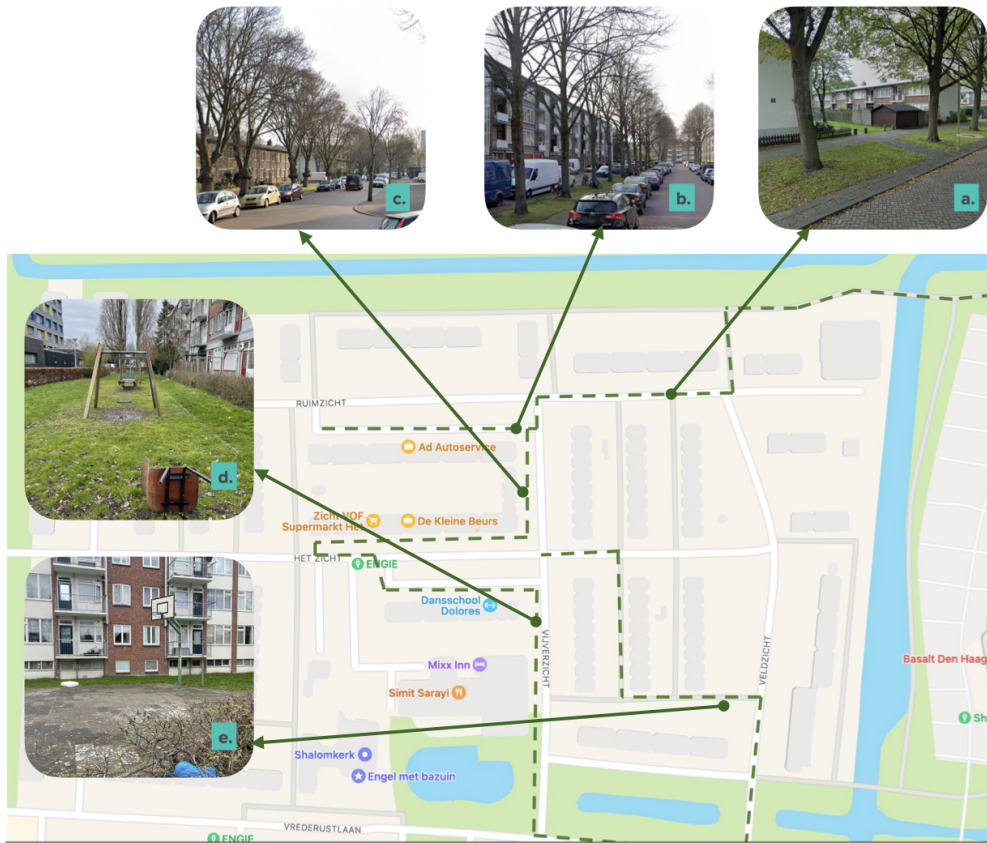 c.
b.
a.
d.
e.
RUIMZICHT
Ad Autoservice
Zicht VOF
Supermarkt Het
De Kleine Beurs
HET ZICHT
ENGIE
Dansschool
Dolores
VIJVERZICHT
VELDZICHT
Mixx Inn
Simit Sarayi
Basalt Den Haag
Sh
Shalomkerk
Engel met bazuin
VREDERUSTLAAN
ENGIE